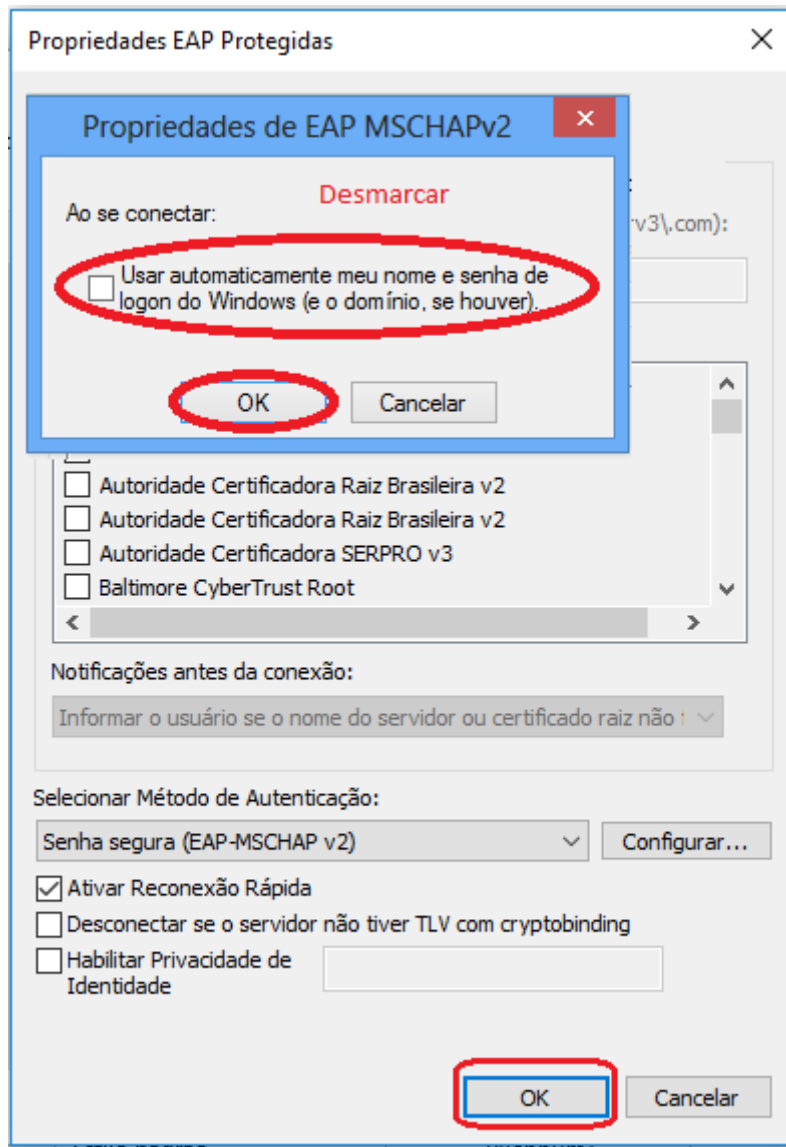 Propriedades EAP Protegidas
Propriedades de EAP MSCHAPv2
Desmarcar
Ao se conectar:
rv3\.com):
Usar automaticamente meu nome e senha de
logon do Windows (e o domínio, se houver).
OK
Cancelar
Autoridade Certificadora Raiz Brasileira v2
Autoridade Certificadora Raiz Brasileira v2
Autoridade Certificadora SERPRO v3
Baltimore CyberTrust Root
Notificações antes da conexão:
Informar o usuário se o nome do servidor ou certificado raiz não
Selecionar Método de Autenticação:
Senha segura (EAP-MSCHAP v2)
Configurar...
Ativar Reconexão Rápida
Desconectar se o servidor não tiver TLV com cryptobinding
Habilitar Privacidade de
Identidade
OK
Cancelar